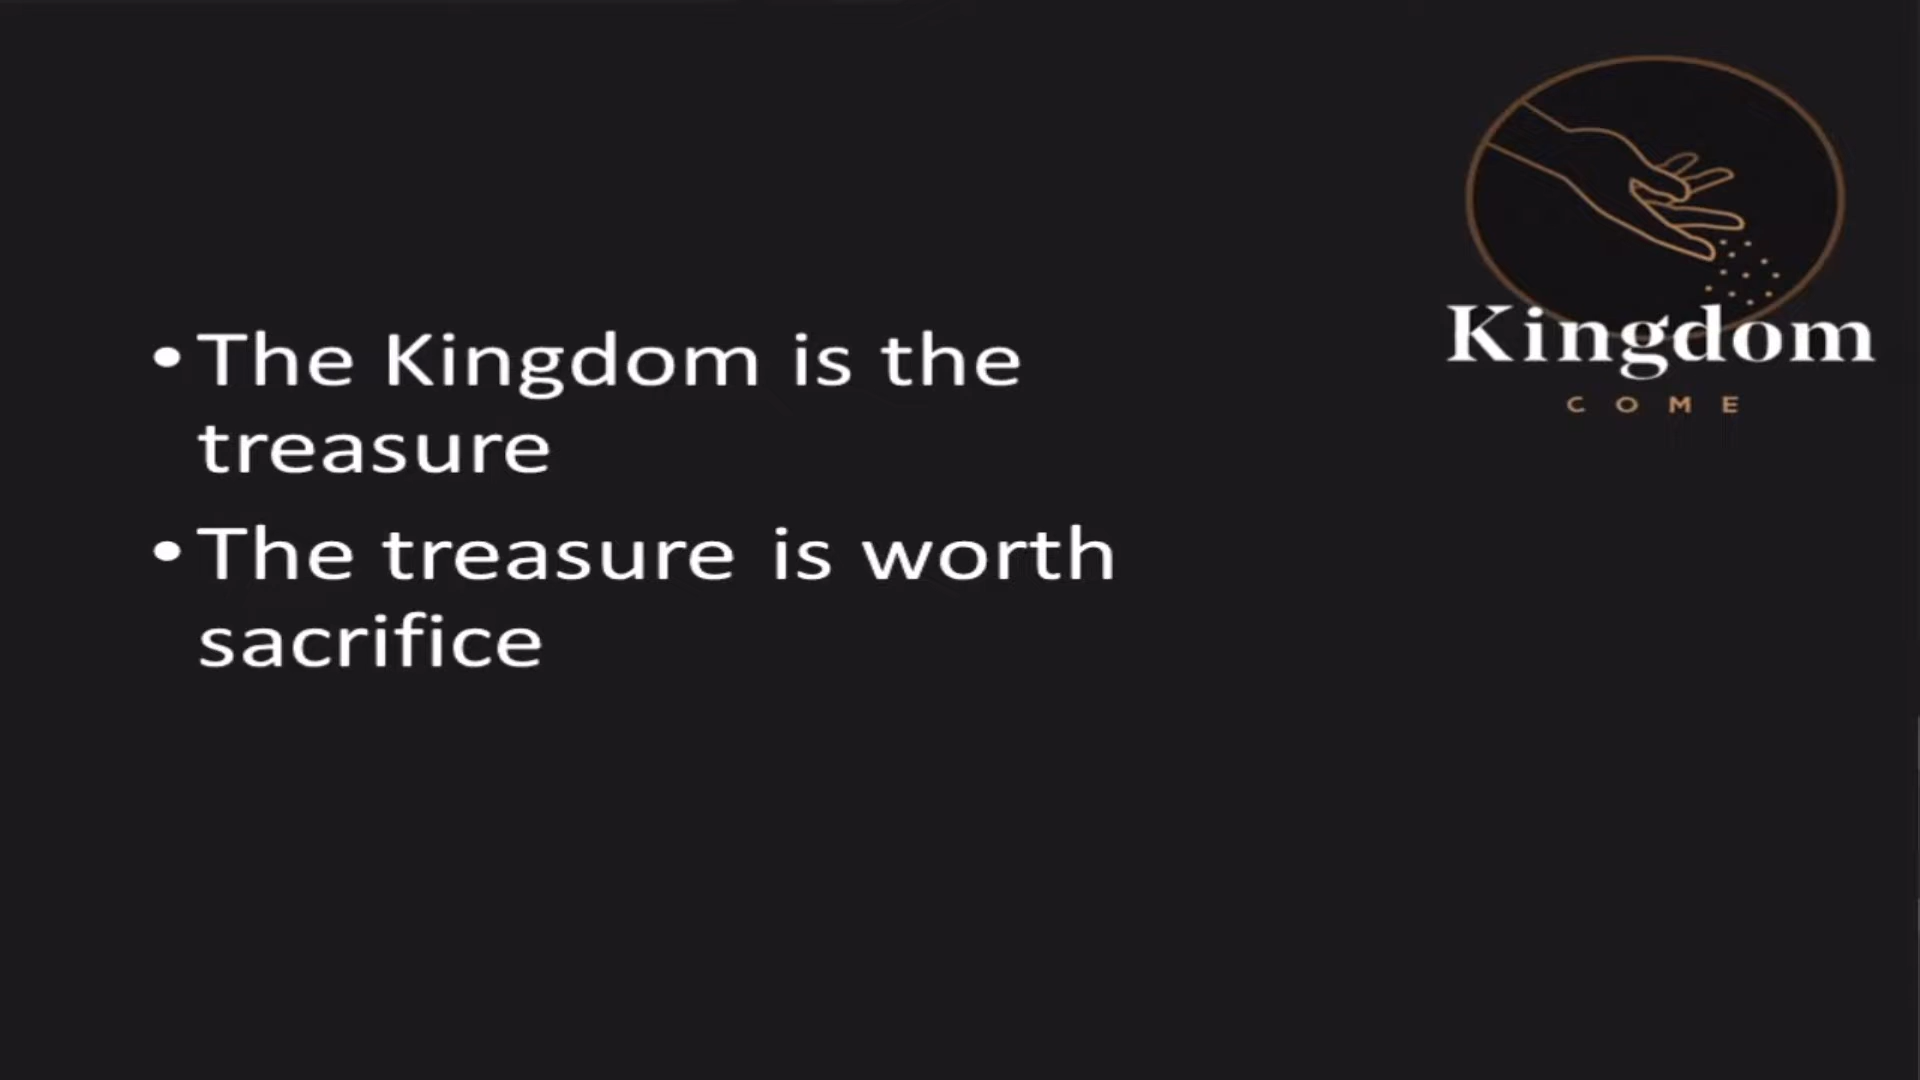 Kingdom
COME
• The Kingdom is the
treasure
• The treasure is worth
sacrifice